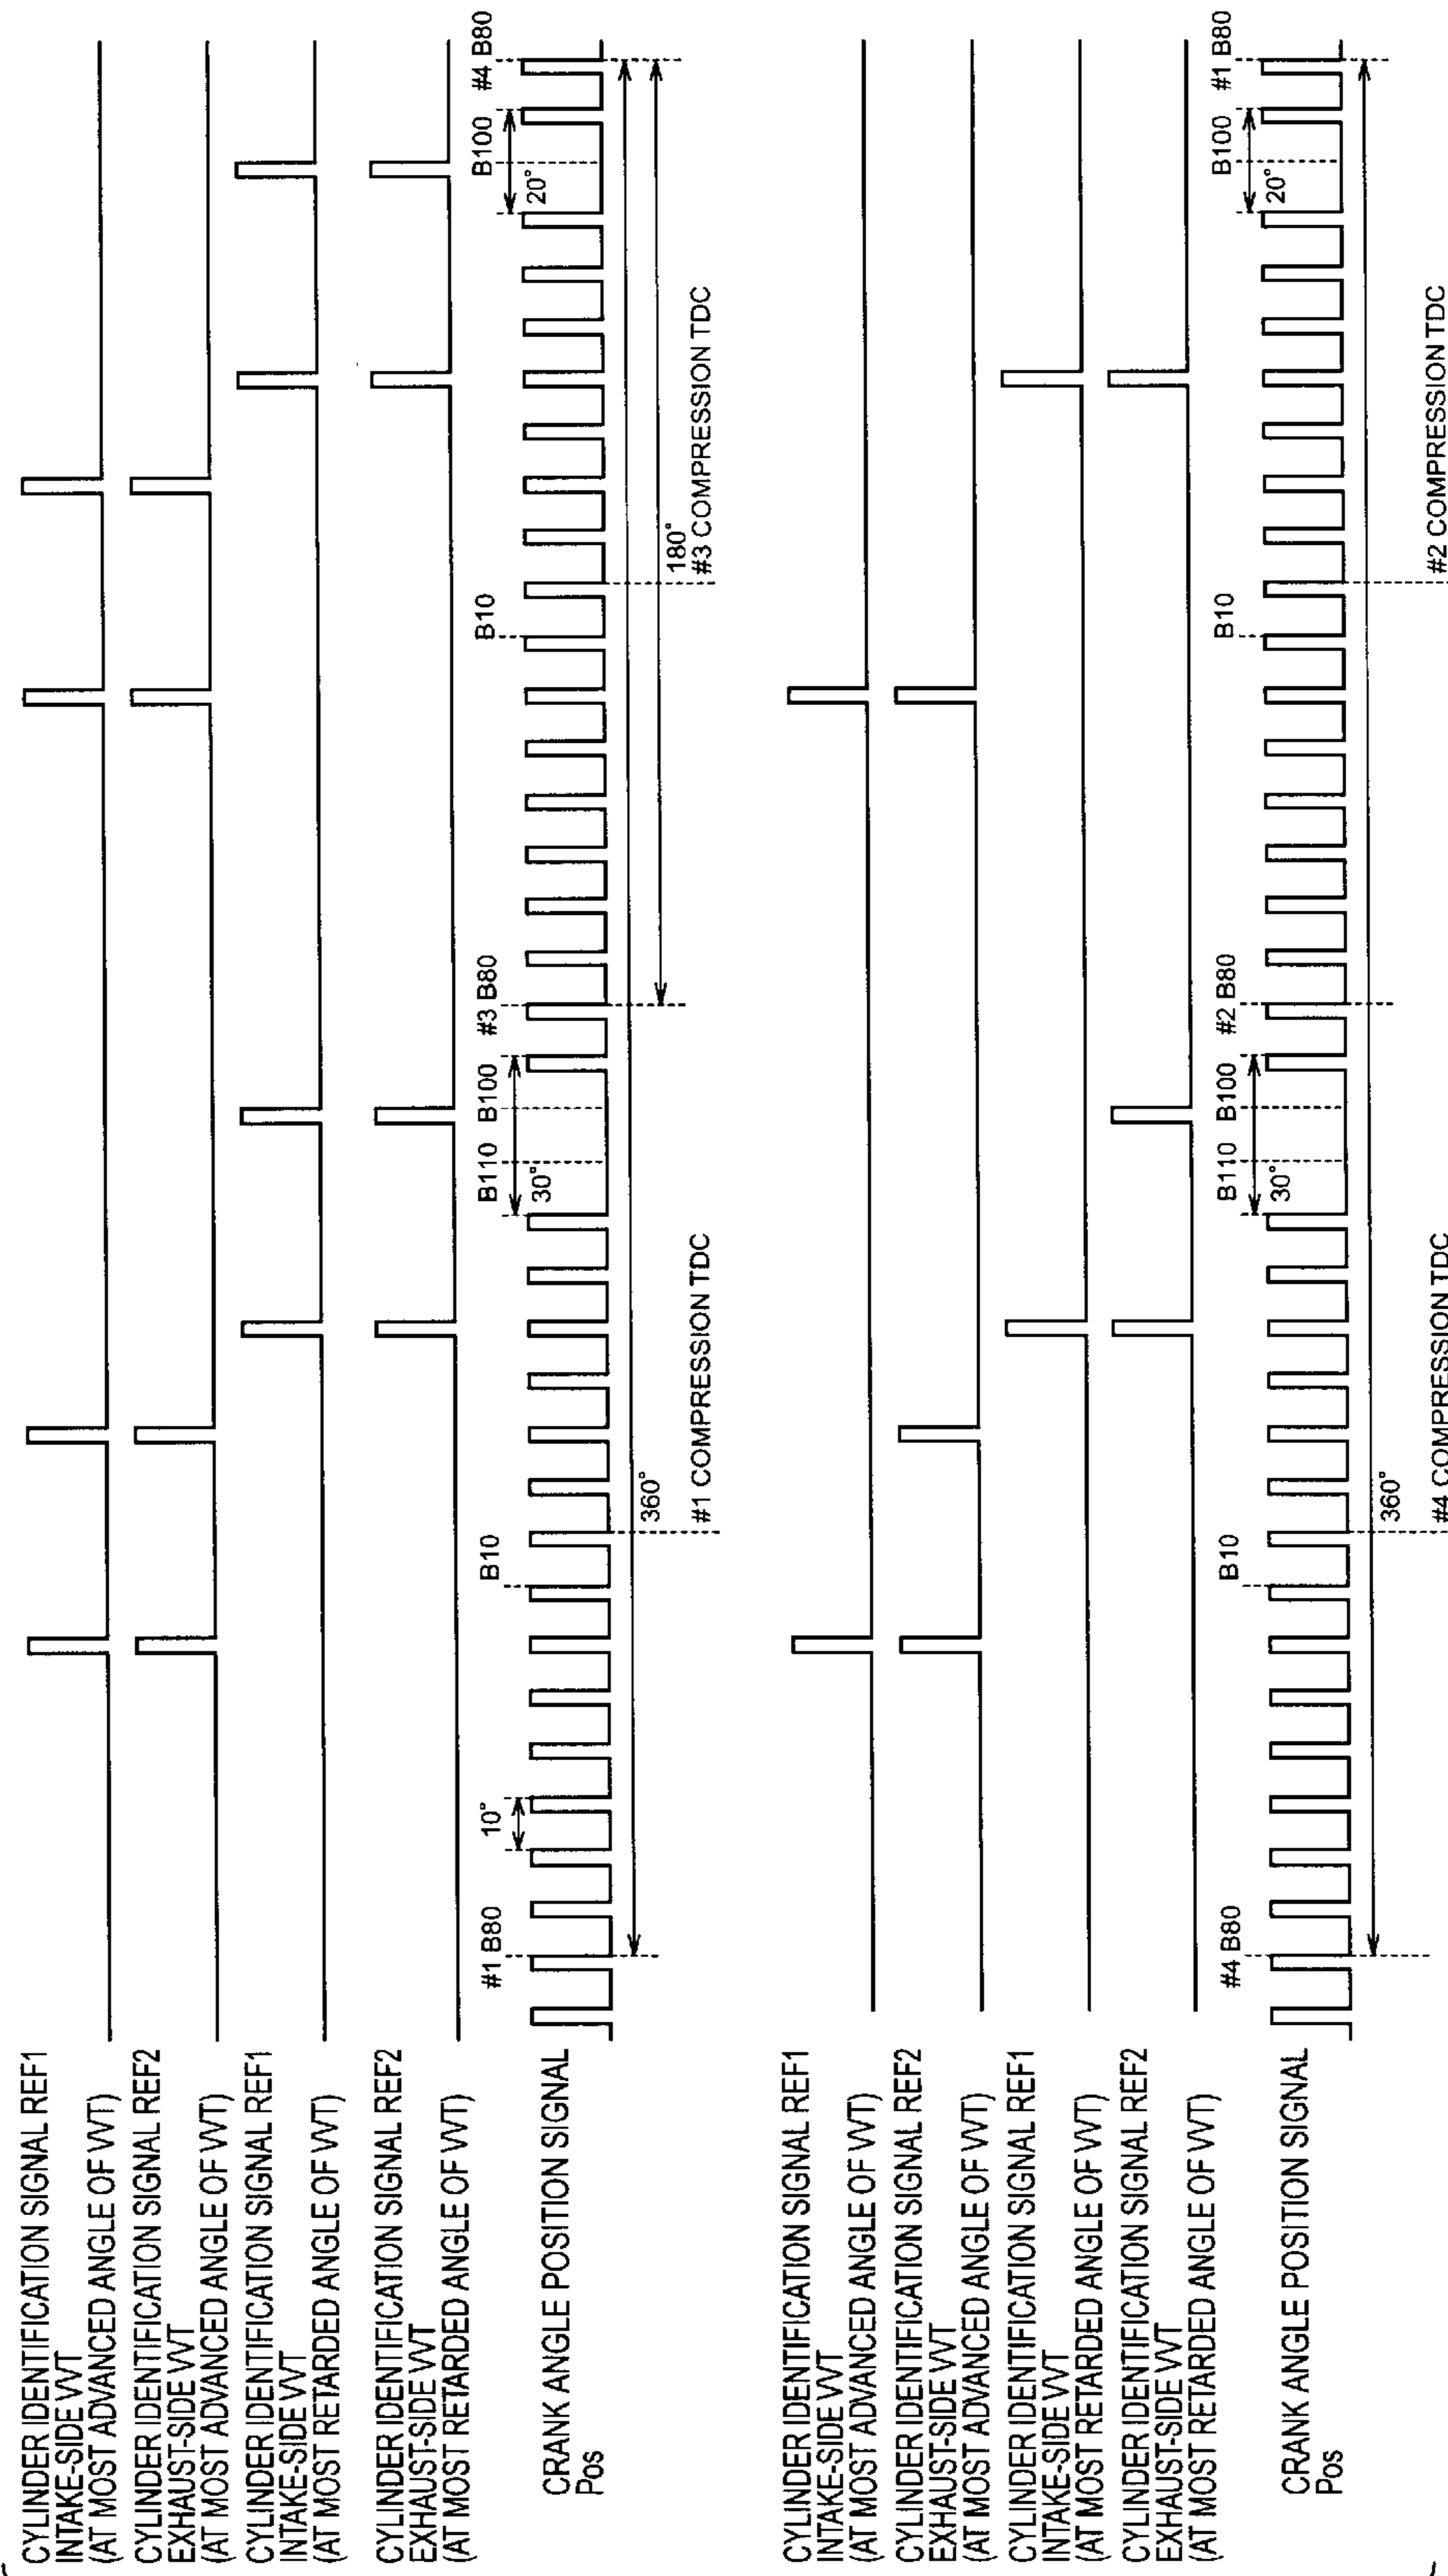 CYLINDER IDENTIFICATION SIGNAL REF1
INTAKE-SIDE VVT
(AT MOST ADVANCED ANGLE OF VVT)
CYLINDER IDENTIFICATION SIGNAL REF2
EXHAUST-SIDE VVT
(AT MOST ADVANCED ANGLE OF VVT)
CYLINDER IDENTIFICATION SIGNAL REF1
INTAKE-SIDE VVT
(AT MOST RETARDED ANGLE OF VVT)
CYLINDER IDENTIFICATION SIGNAL REF2
EXHAUST-SIDE VVT
(AT MOST RETARDED ANGLE OF VVT)
#1 B80 B10 B110 B100 #3 B80 B10 B100 #4 B80
10° 30° 20°
CRANK ANGLE POSITION SIGNAL
Pos
360° 180°
#1 COMPRESSION TDC #3 COMPRESSION TDC
CYLINDER IDENTIFICATION SIGNAL REF1
INTAKE-SIDE VVT
(AT MOST ADVANCED ANGLE OF VVT)
CYLINDER IDENTIFICATION SIGNAL REF2
EXHAUST-SIDE VVT
(AT MOST ADVANCED ANGLE OF VVT)
CYLINDER IDENTIFICATION SIGNAL REF1
INTAKE-SIDE VVT
(AT MOST RETARDED ANGLE OF VVT)
CYLINDER IDENTIFICATION SIGNAL REF2
EXHAUST-SIDE VVT
(AT MOST RETARDED ANGLE OF VVT)
#4 B80 B10 B110 B100 #2 B80 B10 B100 #1 B80
30° 20°
CRANK ANGLE POSITION SIGNAL
Pos
360°
#4 COMPRESSION TDC #2 COMPRESSION TDC